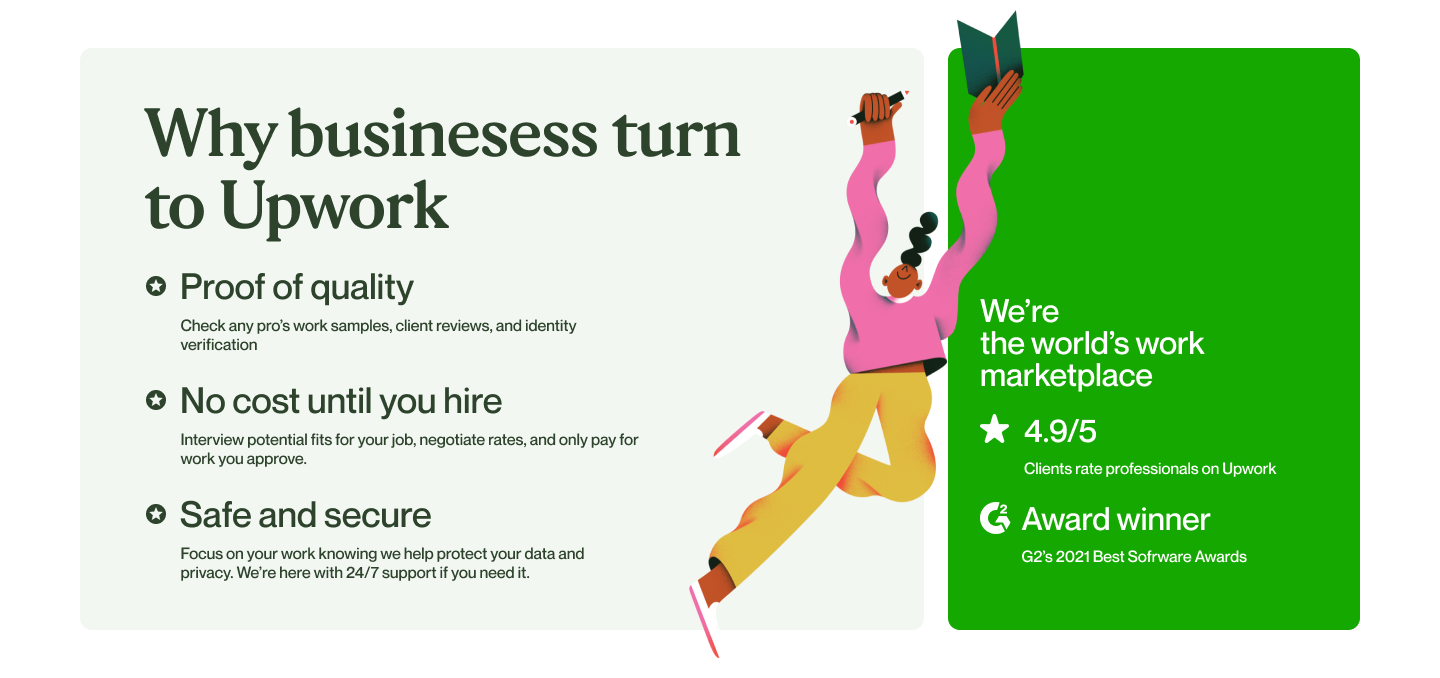 Why businesess turn
to Upwork
Proof of quality
Check any pro's work samples, client reviews, and identity
verification
No cost until you hire
Interview potential fits for your job, negotiate rates, and only pay for
work you approve.
Safe and secure
Focus on your work knowing we help protect your data and
privacy. We're here with 24/7 support if you need it.
We're
the world's work
marketplace
4.9/5
Clients rate professionals on Upwork
G2
Award winner
G2's 2021 Best Sofrware Awards